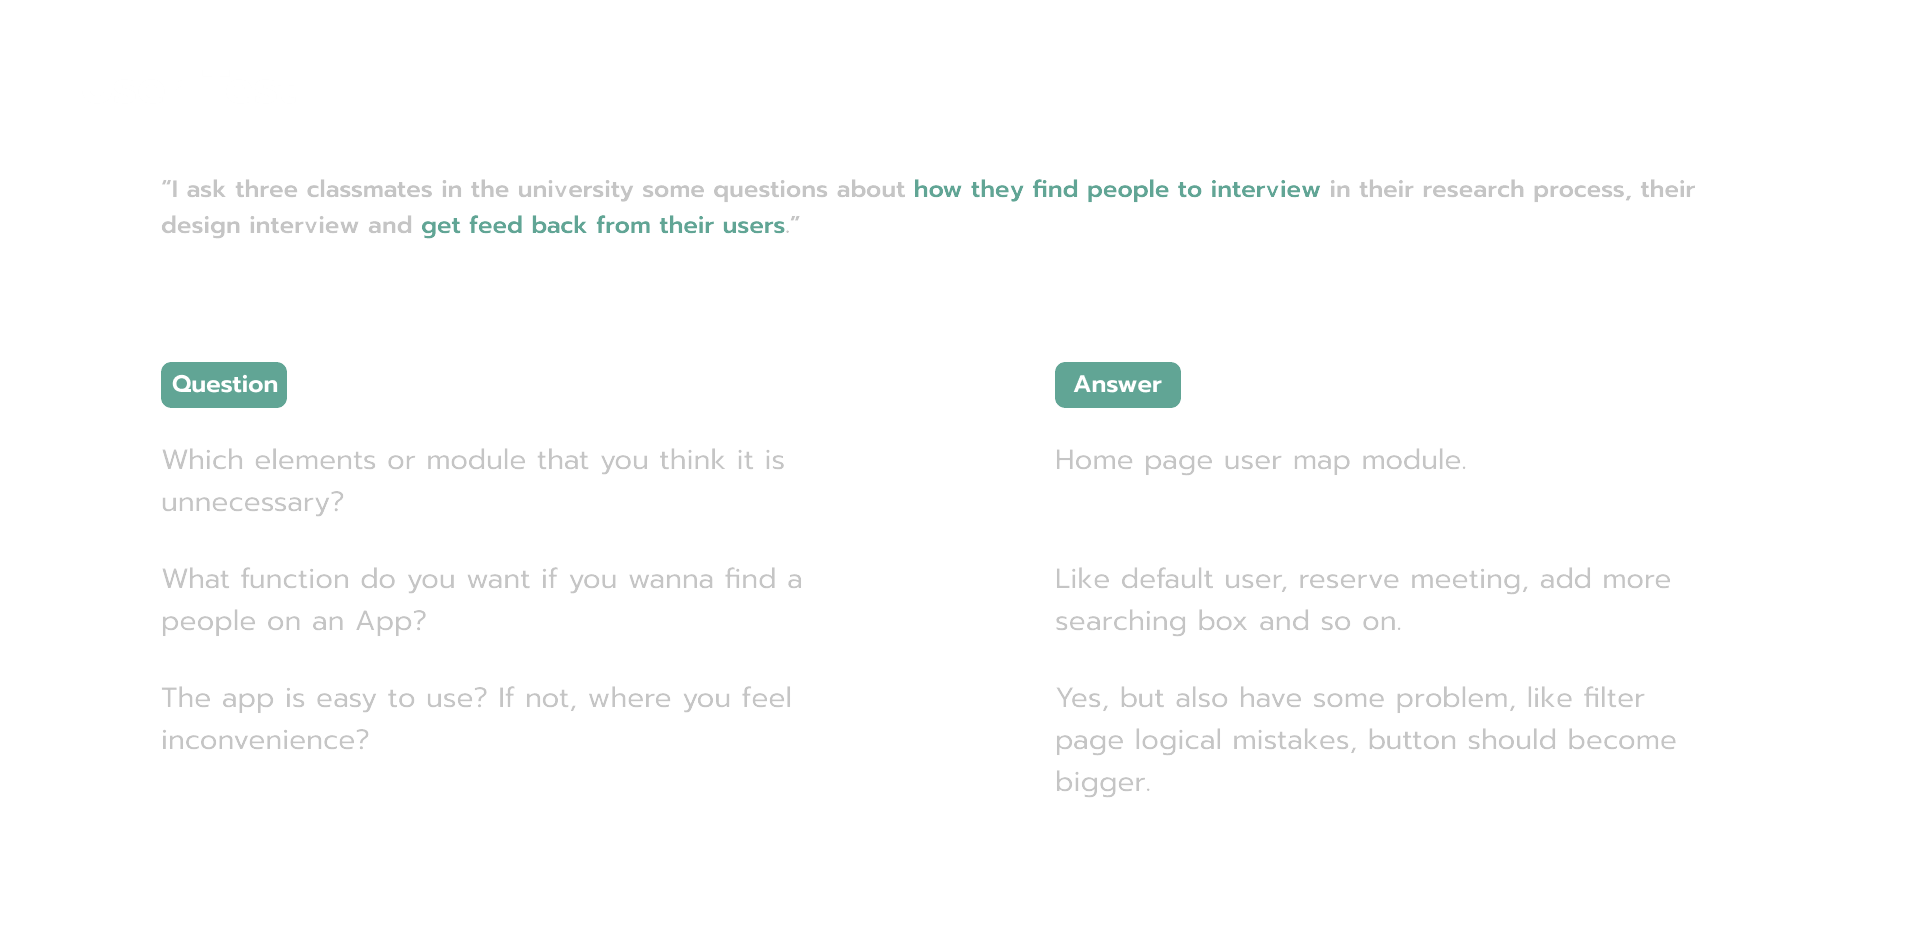 “I ask three classmates in the university some questions about how they find people to interview in their research process, their
design interview and get feed back from their users.”
Question
Answer
Which elements or module that you think it is
unnecessary?
Home page user map module.
What function do you want if you wanna find a
people on an App?
Like default user, reserve meeting, add more
searching box and so on.
The app is easy to use? If not, where you feel
inconvenience?
Yes, but also have some problem, like filter
page logical mistakes, button should become
bigger.